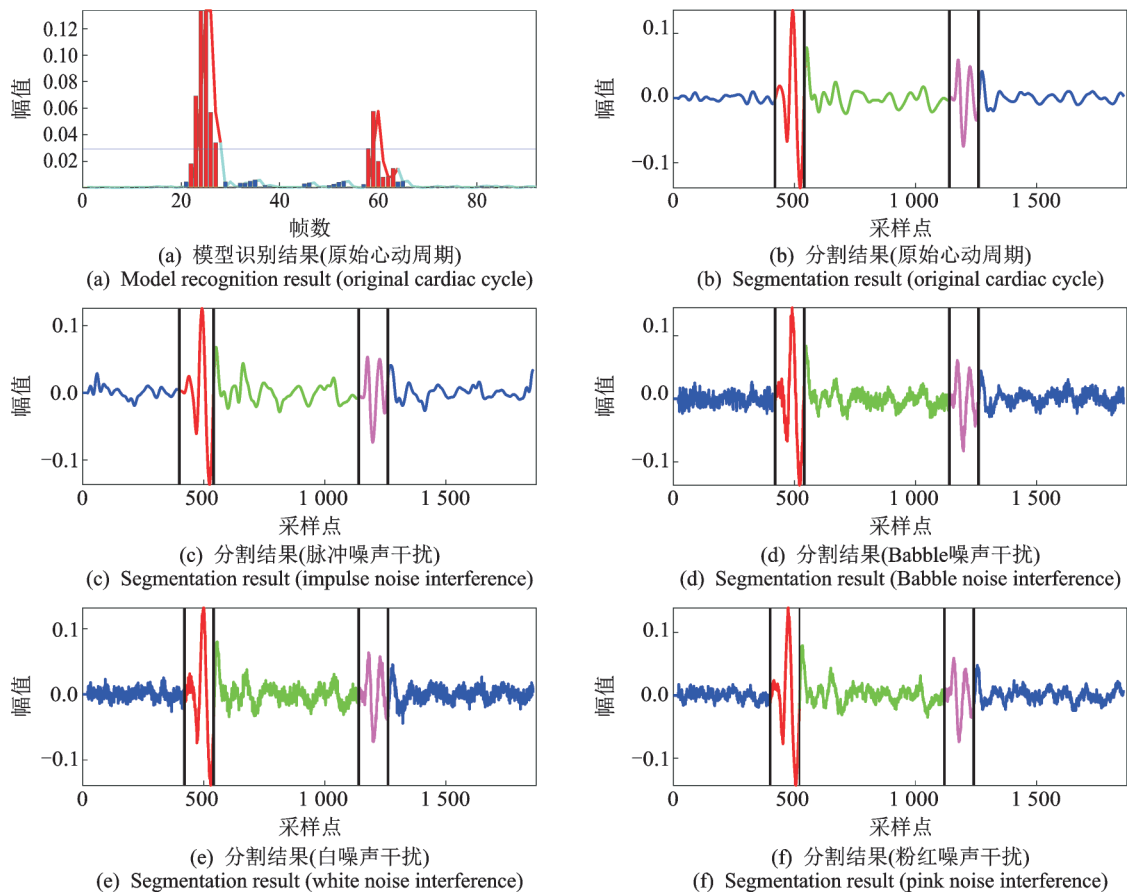 0.12
0.10
0.08
0.06
0.04
0.02
幅值
0 20 40 60 80
帧数
(a) 模型识别结果(原始心动周期)
(a) Model recognition result (original cardiac cycle)
0.1
0.0
−0.1
幅值
0 500 1 000 1 500
采样点
(b) 分割结果(原始心动周期)
(b) Segmentation result (original cardiac cycle)
0.1
0.0
−0.1
幅值
0 500 1 000 1 500
采样点
(c) 分割结果(脉冲噪声干扰)
(c) Segmentation result (impulse noise interference)
0.1
0.0
−0.1
幅值
0 500 1 000 1 500
采样点
(d) 分割结果(Babble噪声干扰)
(d) Segmentation result (Babble noise interference)
0.1
0.0
−0.1
幅值
0 500 1 000 1 500
采样点
(e) 分割结果(白噪声干扰)
(e) Segmentation result (white noise interference)
0.1
0.0
−0.1
幅值
0 500 1 000 1 500
采样点
(f) 分割结果(粉红噪声干扰)
(f) Segmentation result (pink noise interference)